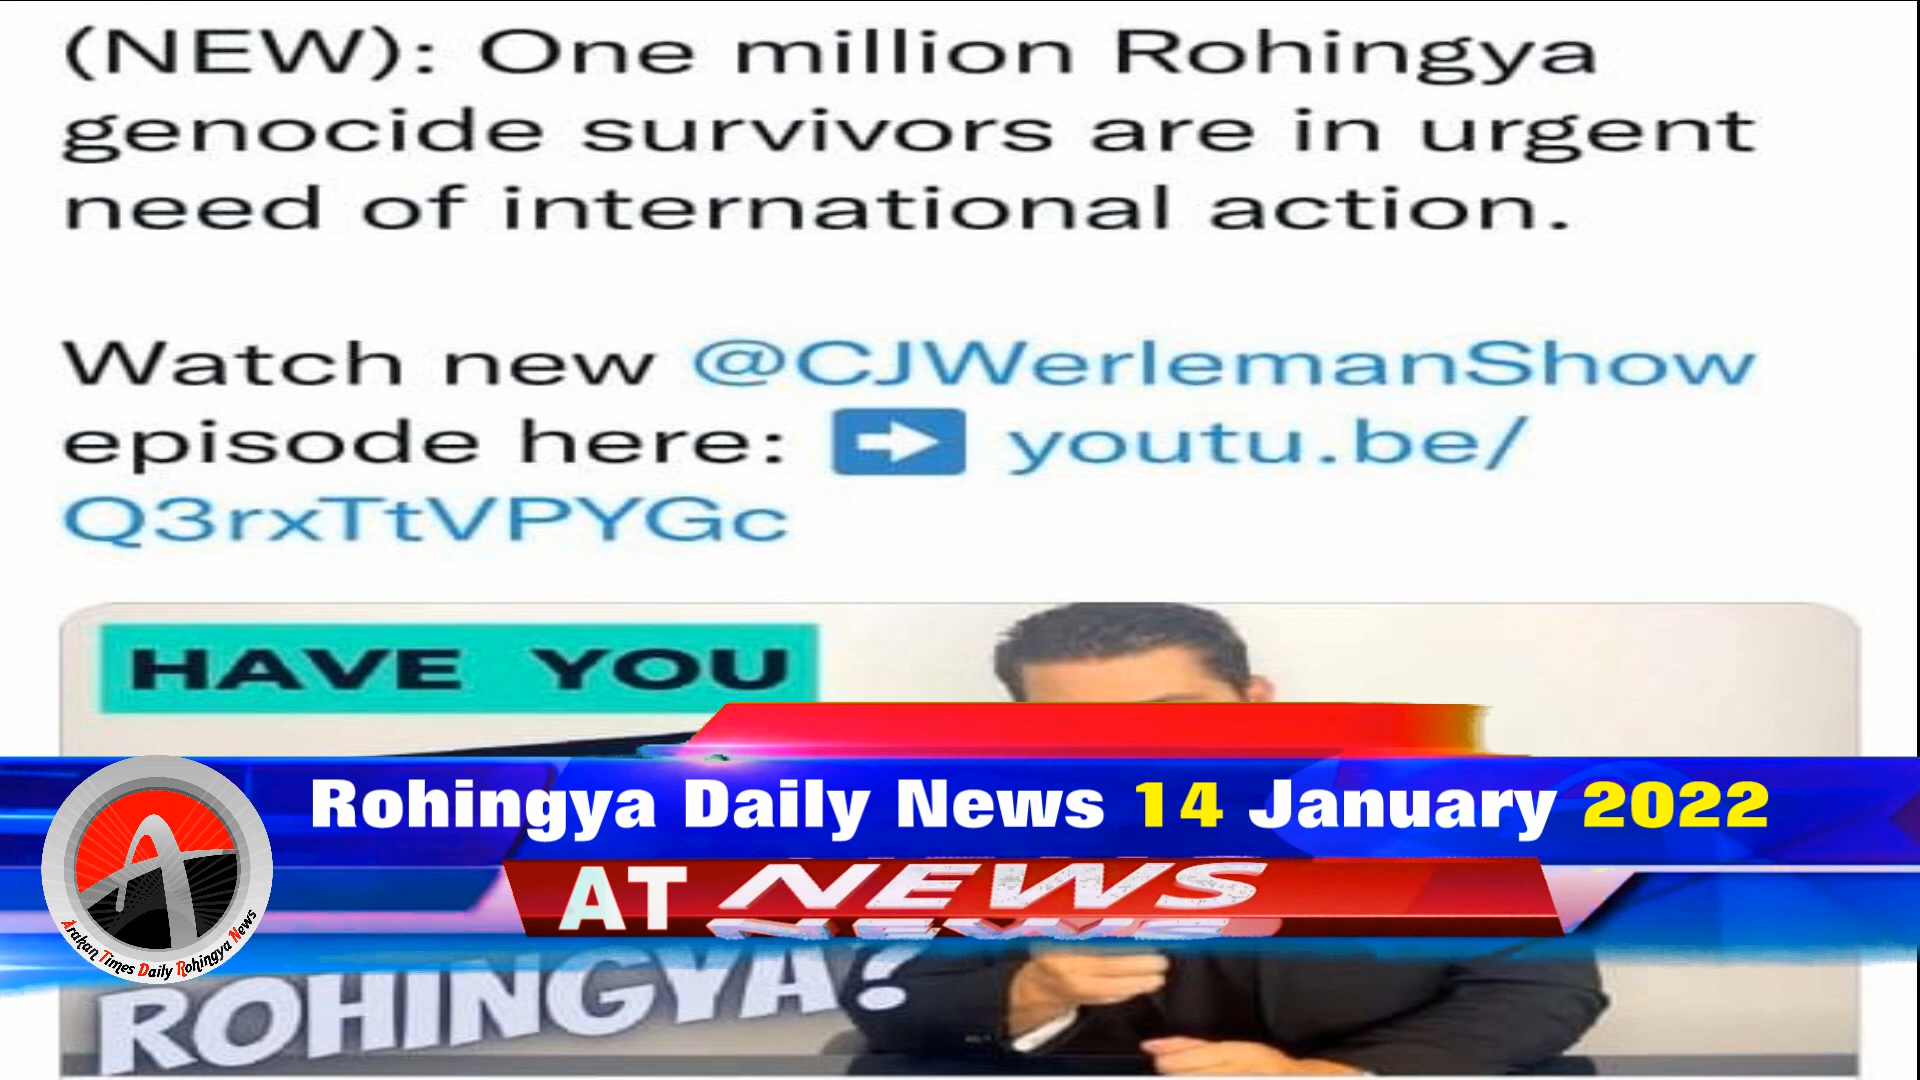 (NEW): One million Rohingya
genocide survivors are in urgent
need of international action.
Watch new @CJWerlemanShow
episode here: ➡ youtu.be/
Q3rxTtVPYGc
HAVE YOU
Rohingya Daily News 14 January 2022
AT NEWS
Arakan Times Daily Rohingya News
ROHINGYA?